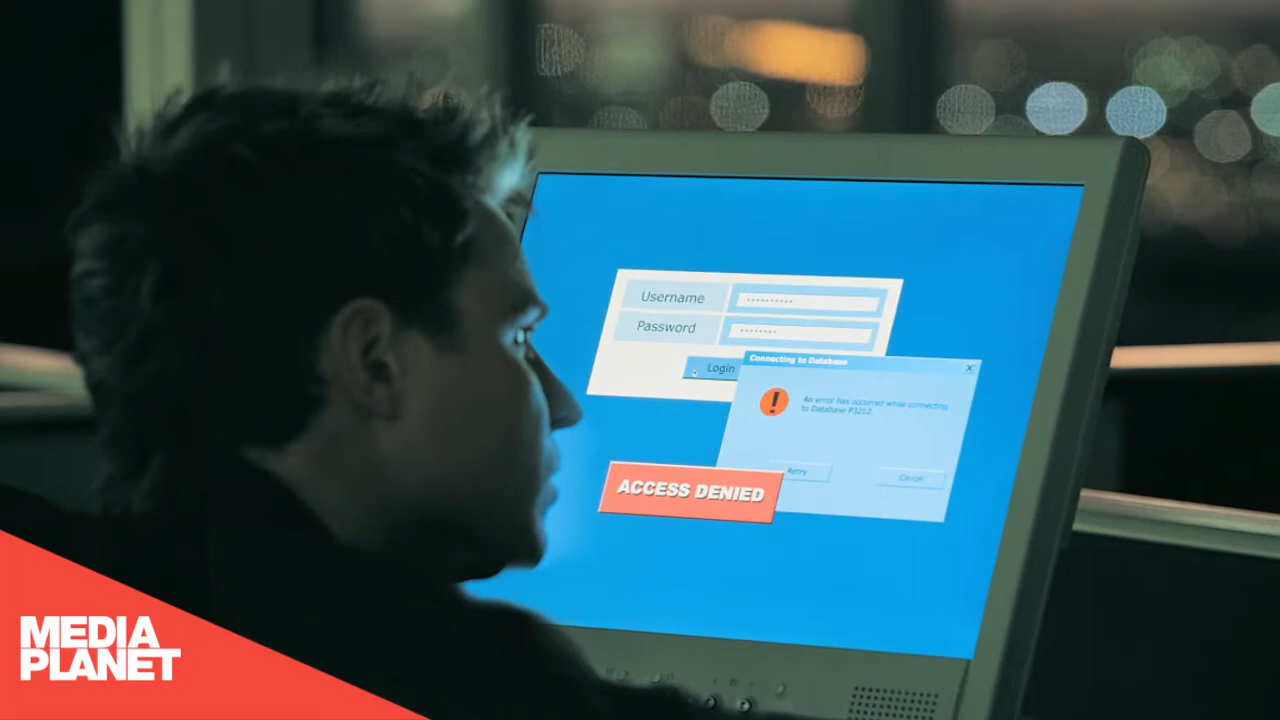 Username
Password
Login
Connecting to Database
An error has occurred while connecting
to Database P3212.
Retry
Cancel
ACCESS DENIED
MEDIA
PLANET